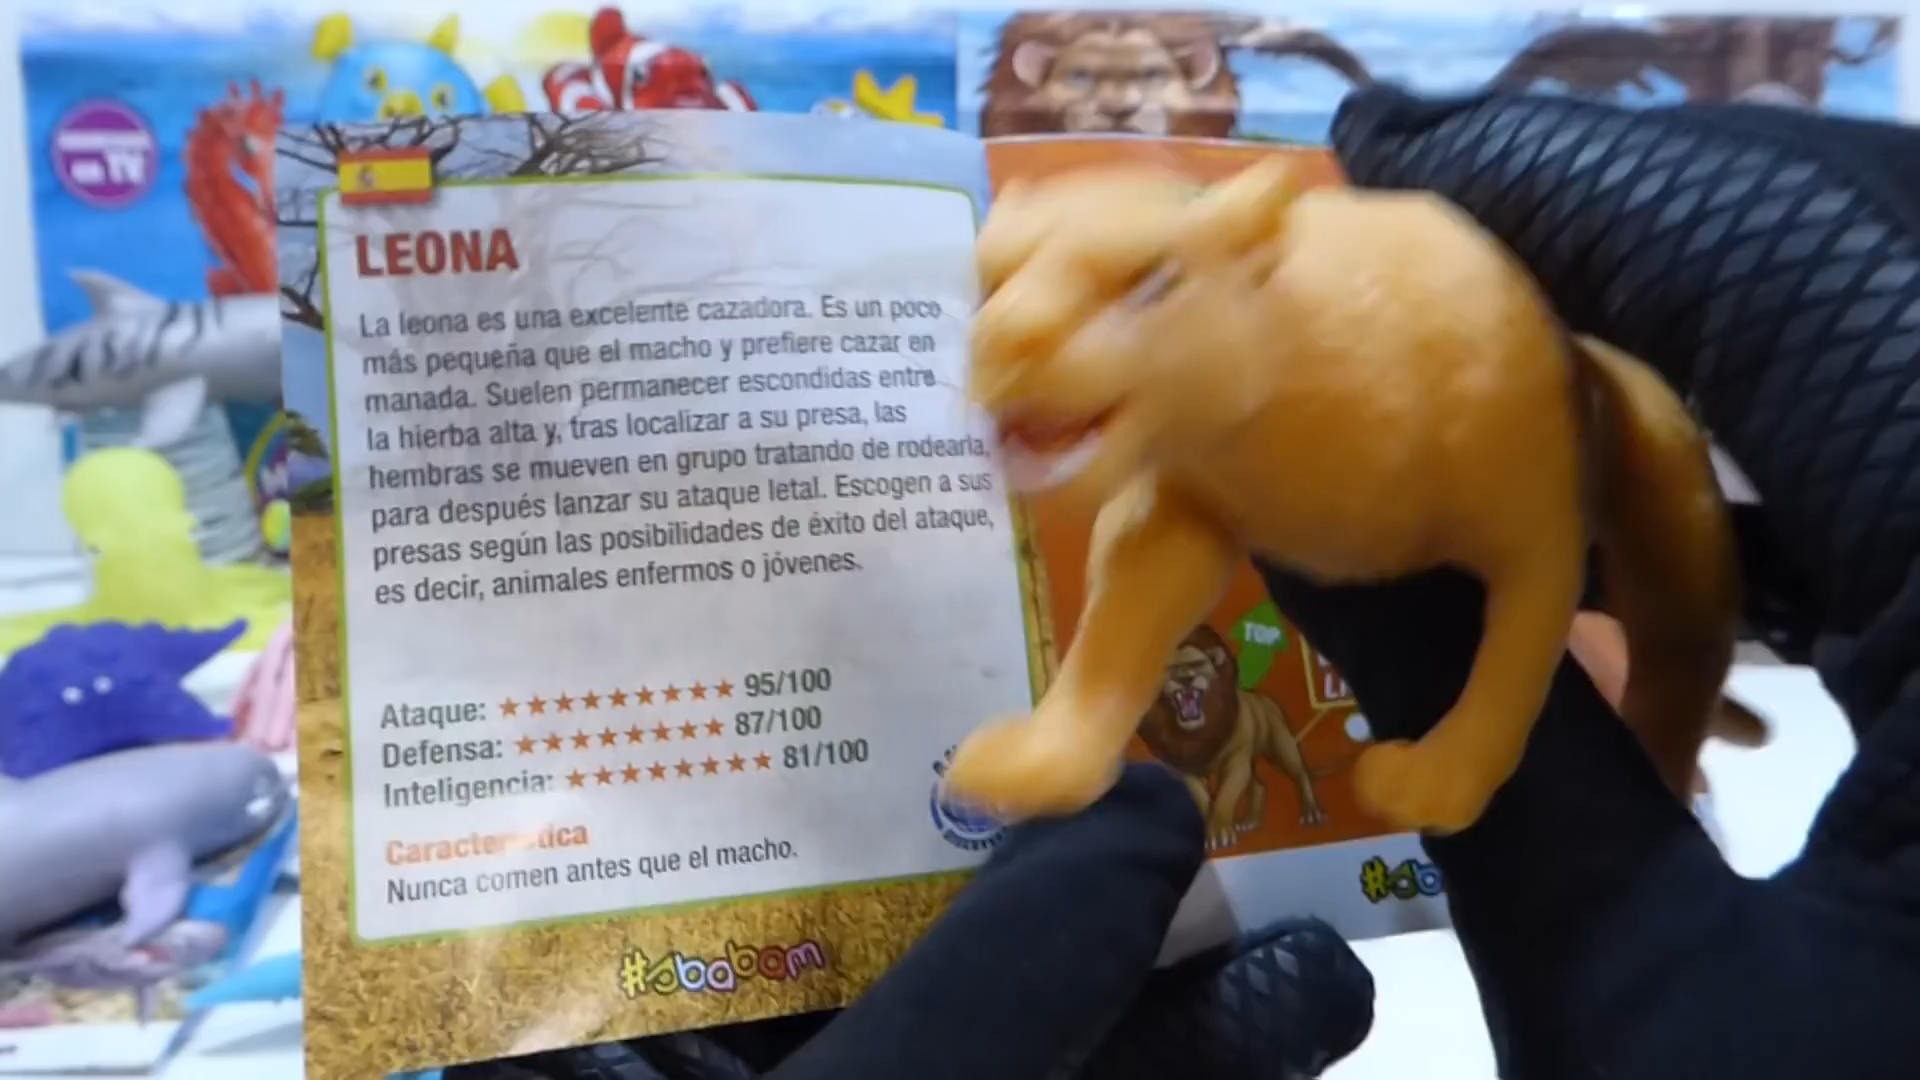 en TV
LEONA
La leona es una excelente cazadora. Es un poco
más pequeña que el macho y prefiere cazar en
manada. Suelen permanecer escondidas entre
la hierba alta y, tras localizar a su presa, las
hembras se mueven en grupo tratando de rodearla,
para después lanzar su ataque letal. Escogen a sus
presas según las posibilidades de éxito del ataque,
es decir, animales enfermos o jóvenes.
Ataque: 95/100
Defensa: 87/100
Inteligencia: 81/100
Nunca comen antes que el macho.
#sbabam
TOP